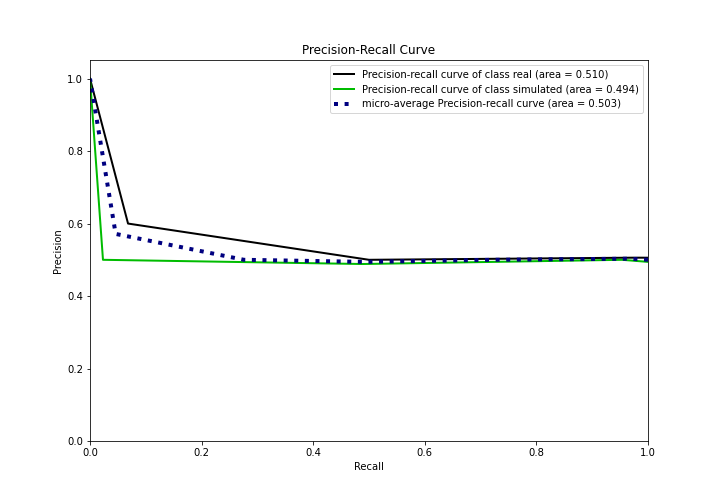 Precision-Recall Curve
Precision-recall curve of class real (area = 0.510)
Precision-recall curve of class simulated (area = 0.494)
micro-average Precision-recall curve (area = 0.503)
1.0
0.8
0.6
0.4
0.2
0.0
Precision
0.0 0.2 0.4 0.6 0.8 1.0
Recall